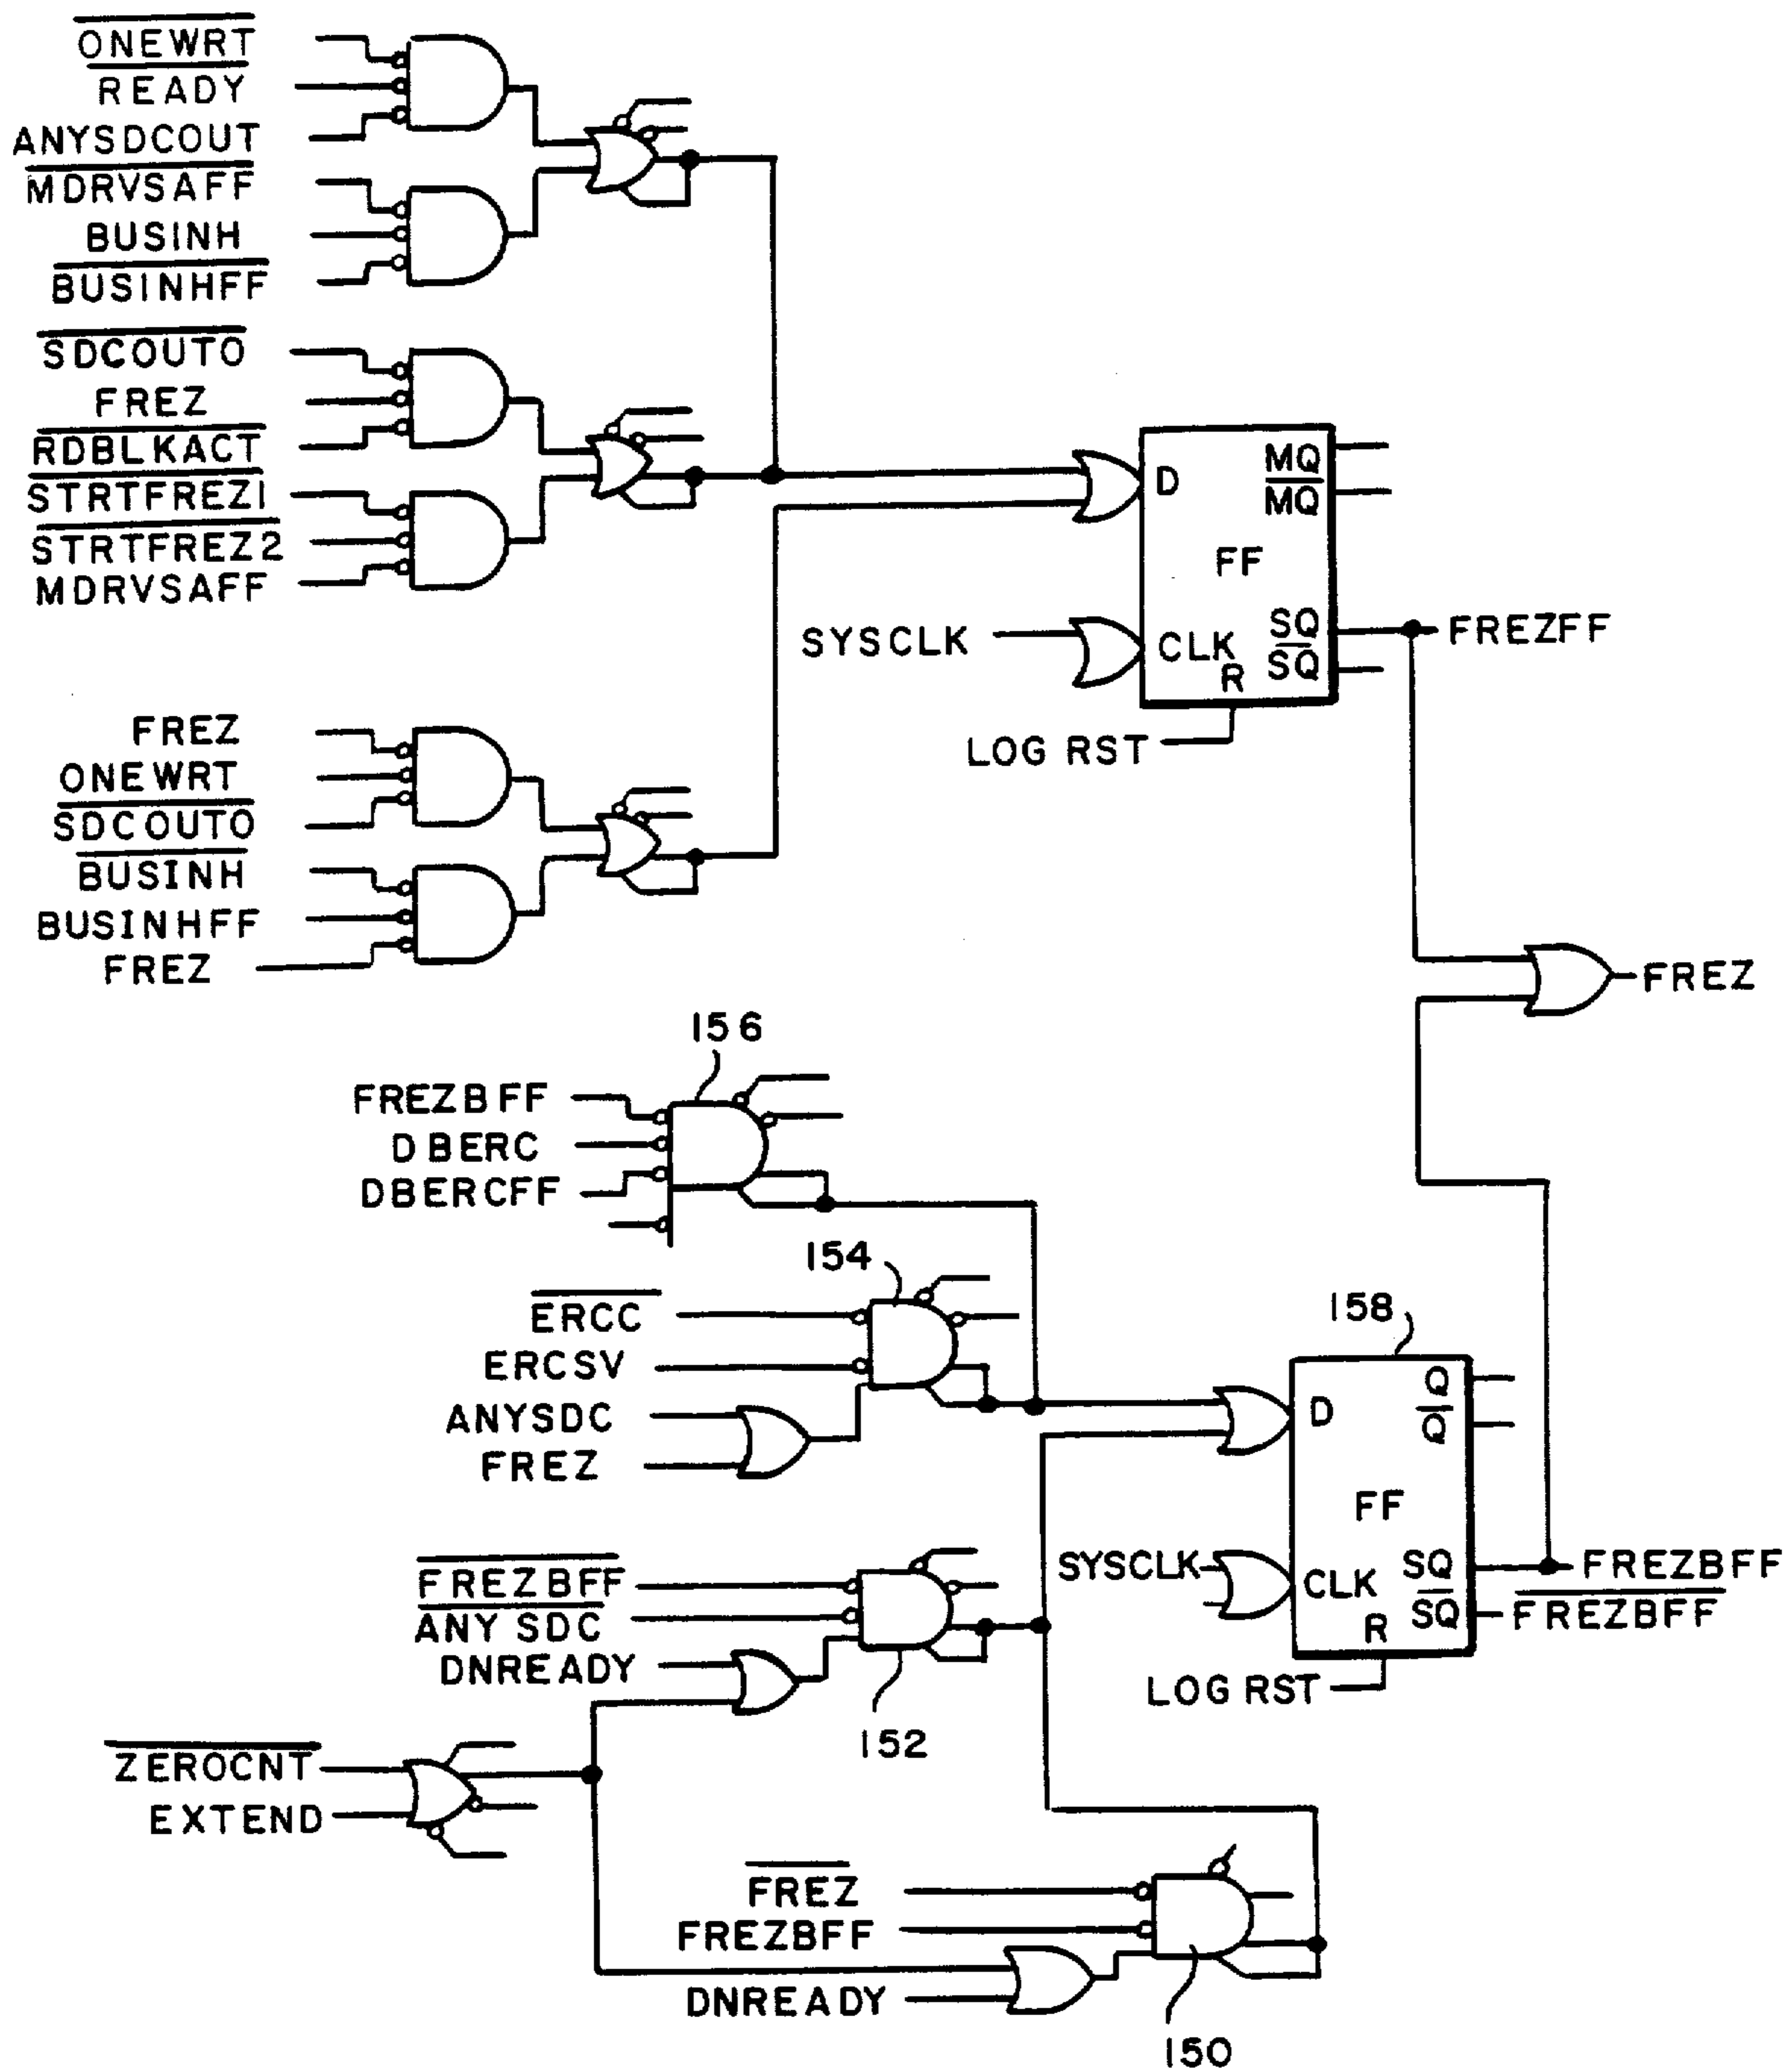 ONEWRT
READY
ANYSDCOUT
MDRVSAFF
BUSINH
BUSINHFF
SDCOUTO
FREZ
RDBLKACT
STRTFREZ1
STRTFREZ2
MDRVSAFF
D
MQ
MQ
FF
SYSCLK
CLK
SQ
SQ
FREZFF
R
LOG RST
FREZ
ONEWRT
SDCOUTO
BUSINH
BUSINHFF
FREZ
FREZ
156
FREZBFF
DBERC
DBERCFF
154
ERCC
ERCSV
ANYSDC
FREZ
158
D
Q
Q
FF
SYSCLK
CLK
SQ
SQ
FREZBFF
FREZBFF
R
LOG RST
FREZBFF
ANY SDC
DNREADY
152
ZEROCNT
EXTEND
FREZ
FREZBFF
DNREADY
150